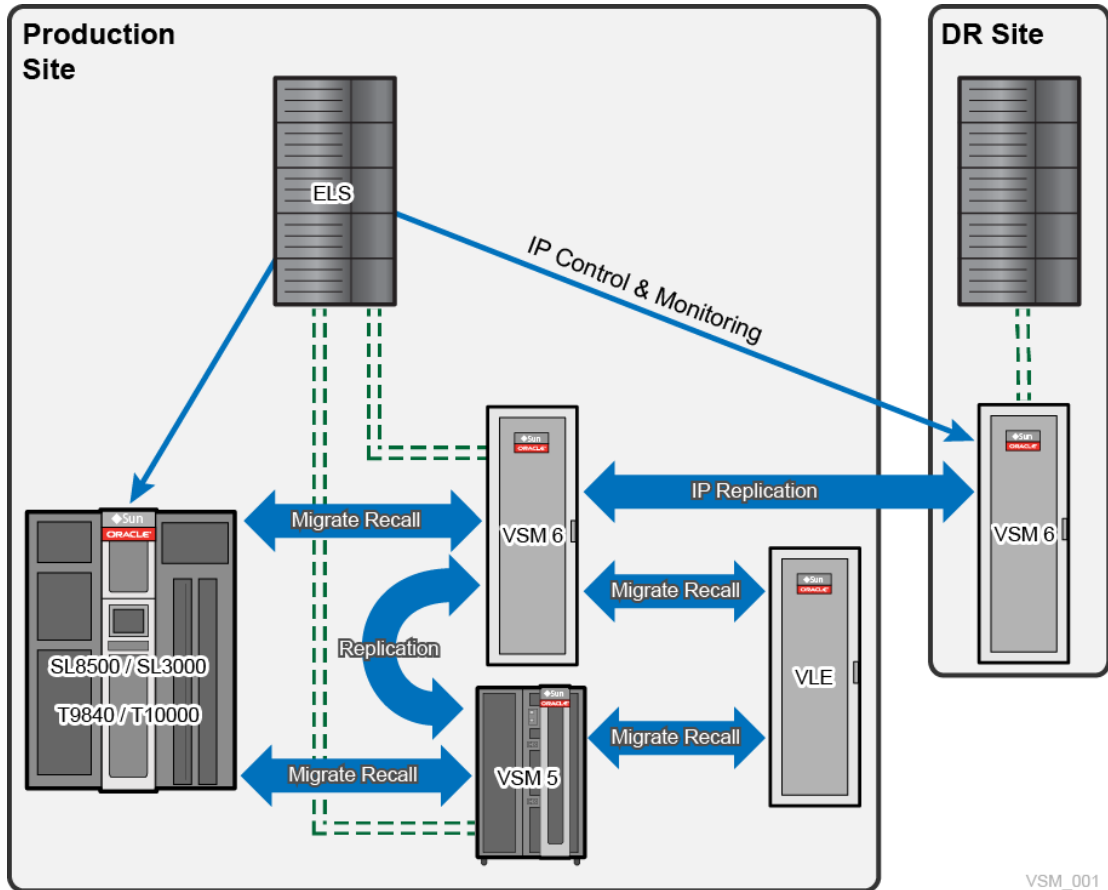 Production
Site
DR Site
ELS
IP Control & Monitoring
Sun
ORACLE
Sun
ORACLE
Sun
ORACLE
Migrate Recall
VSM 6
IP Replication
VSM 6
Migrate Recall
Sun
ORACLE
Replication
SL8500 / SL3000
T9840 / T10000
VLE
Sun
ORACLE
Migrate Recall
Migrate Recall
VSM 5
VSM_001